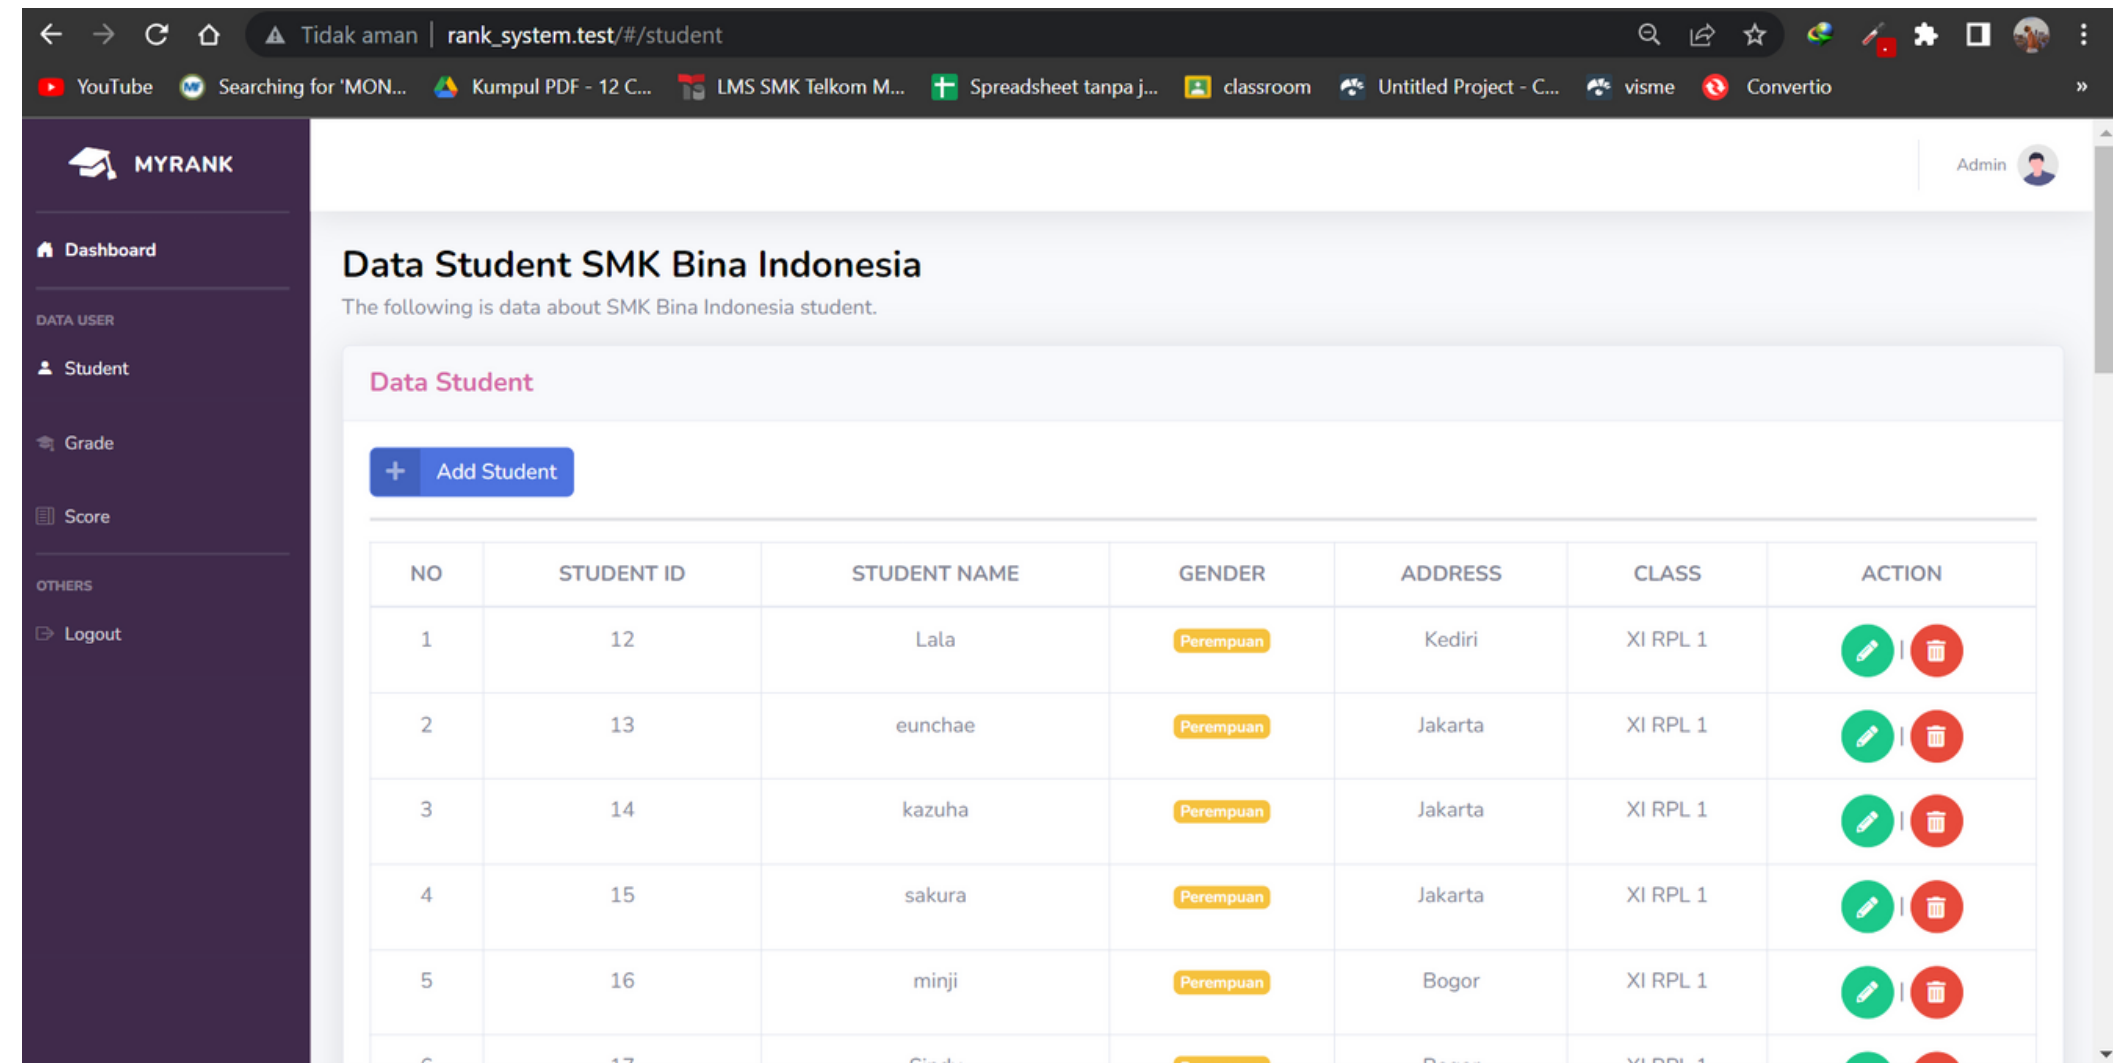 Tidak aman | rank_system.test/#/student
YouTube Searching for 'MON... Kumpul PDF - 12 C... LMS SMK Telkom M... Spreadsheet tanpa j... classroom Untitled Project - C... visme Convertio »
MYRANK
Admin
Dashboard
DATA USER
Student
Grade
Score
OTHERS
Logout
Data Student SMK Bina Indonesia
The following is data about SMK Bina Indonesia student.
Data Student
+ Add Student
NO STUDENT ID STUDENT NAME GENDER ADDRESS CLASS ACTION
1 12 Lala Perempuan Kediri XI RPL 1 |
2 13 eunchae Perempuan Jakarta XI RPL 1 |
3 14 kazuha Perempuan Jakarta XI RPL 1 |
4 15 sakura Perempuan Jakarta XI RPL 1 |
5 16 minji Perempuan Bogor XI RPL 1 |